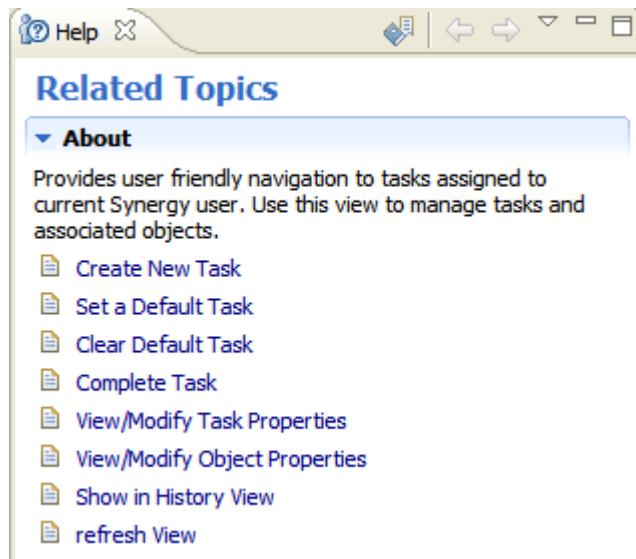 Help
Related Topics
About
Provides user friendly navigation to tasks assigned to
current Synergy user. Use this view to manage tasks and
associated objects.
Create New Task
Set a Default Task
Clear Default Task
Complete Task
View/Modify Task Properties
View/Modify Object Properties
Show in History View
refresh View